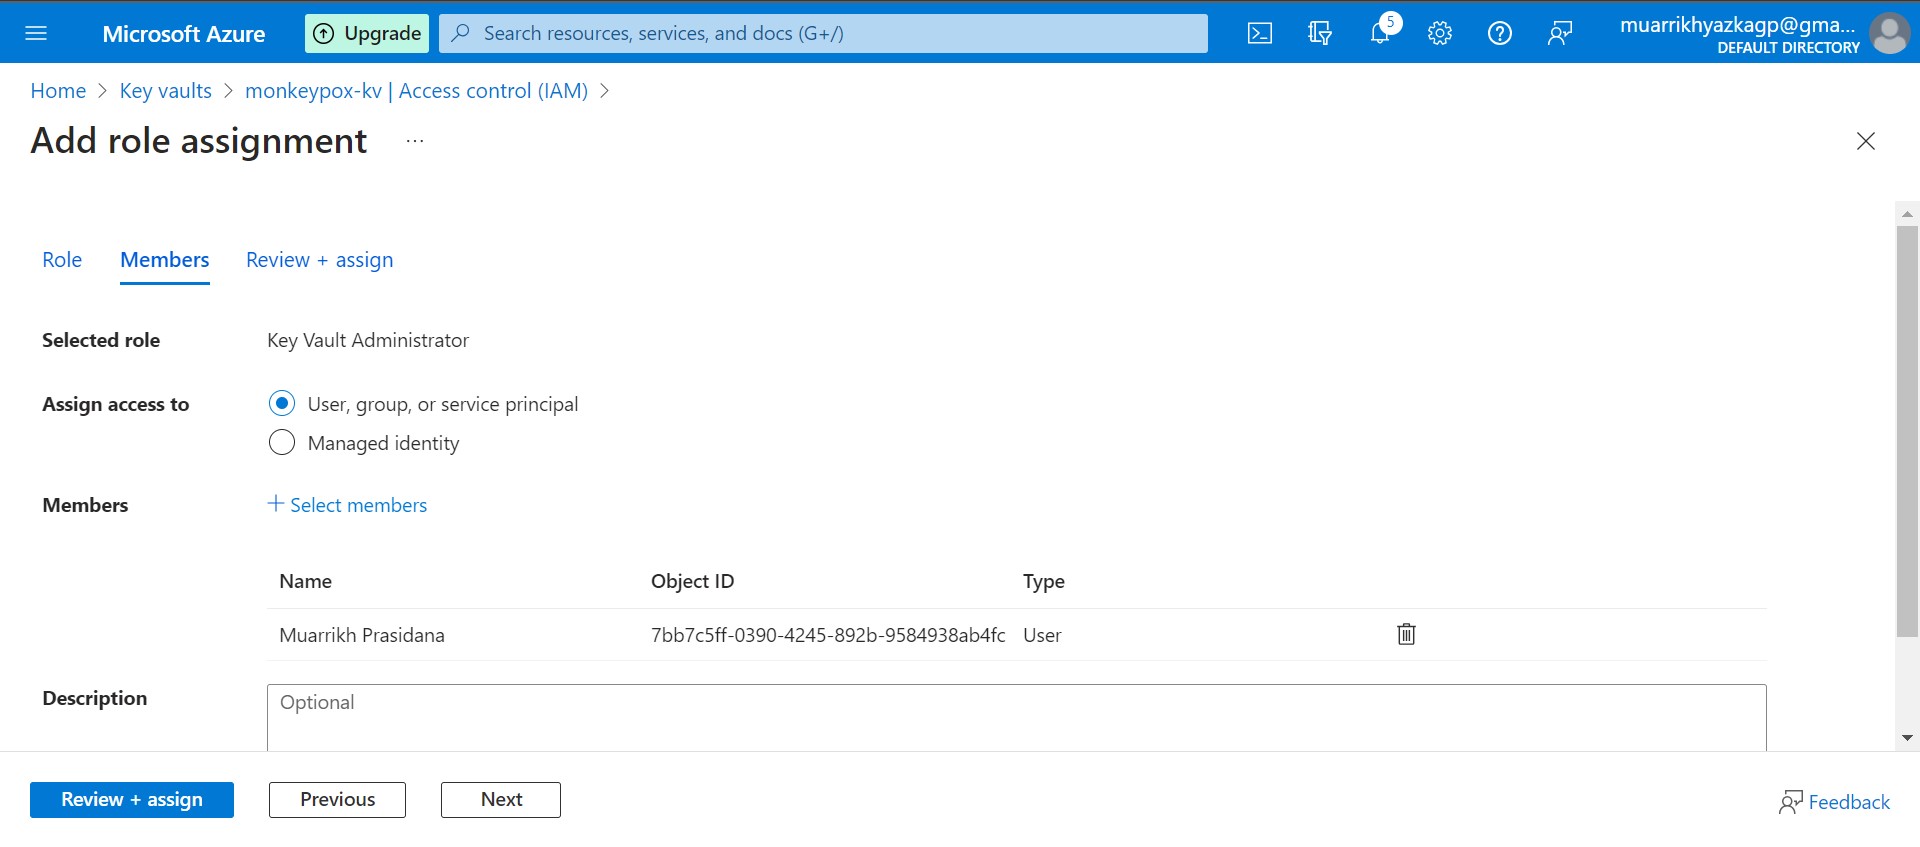 Microsoft Azure
Upgrade
Search resources, services, and docs (G+/)
5
muarrikhyazkagp@gma...
DEFAULT DIRECTORY
Home > Key vaults > monkeypox-kv | Access control (IAM) >
Add role assignment ...
Role Members Review + assign
Selected role Key Vault Administrator
Assign access to User, group, or service principal
Managed identity
Members + Select members
Name Object ID Type
Muarrikh Prasidana 7bb7c5ff-0390-4245-892b-9584938ab4fc User
Description Optional
Review + assign Previous Next Feedback